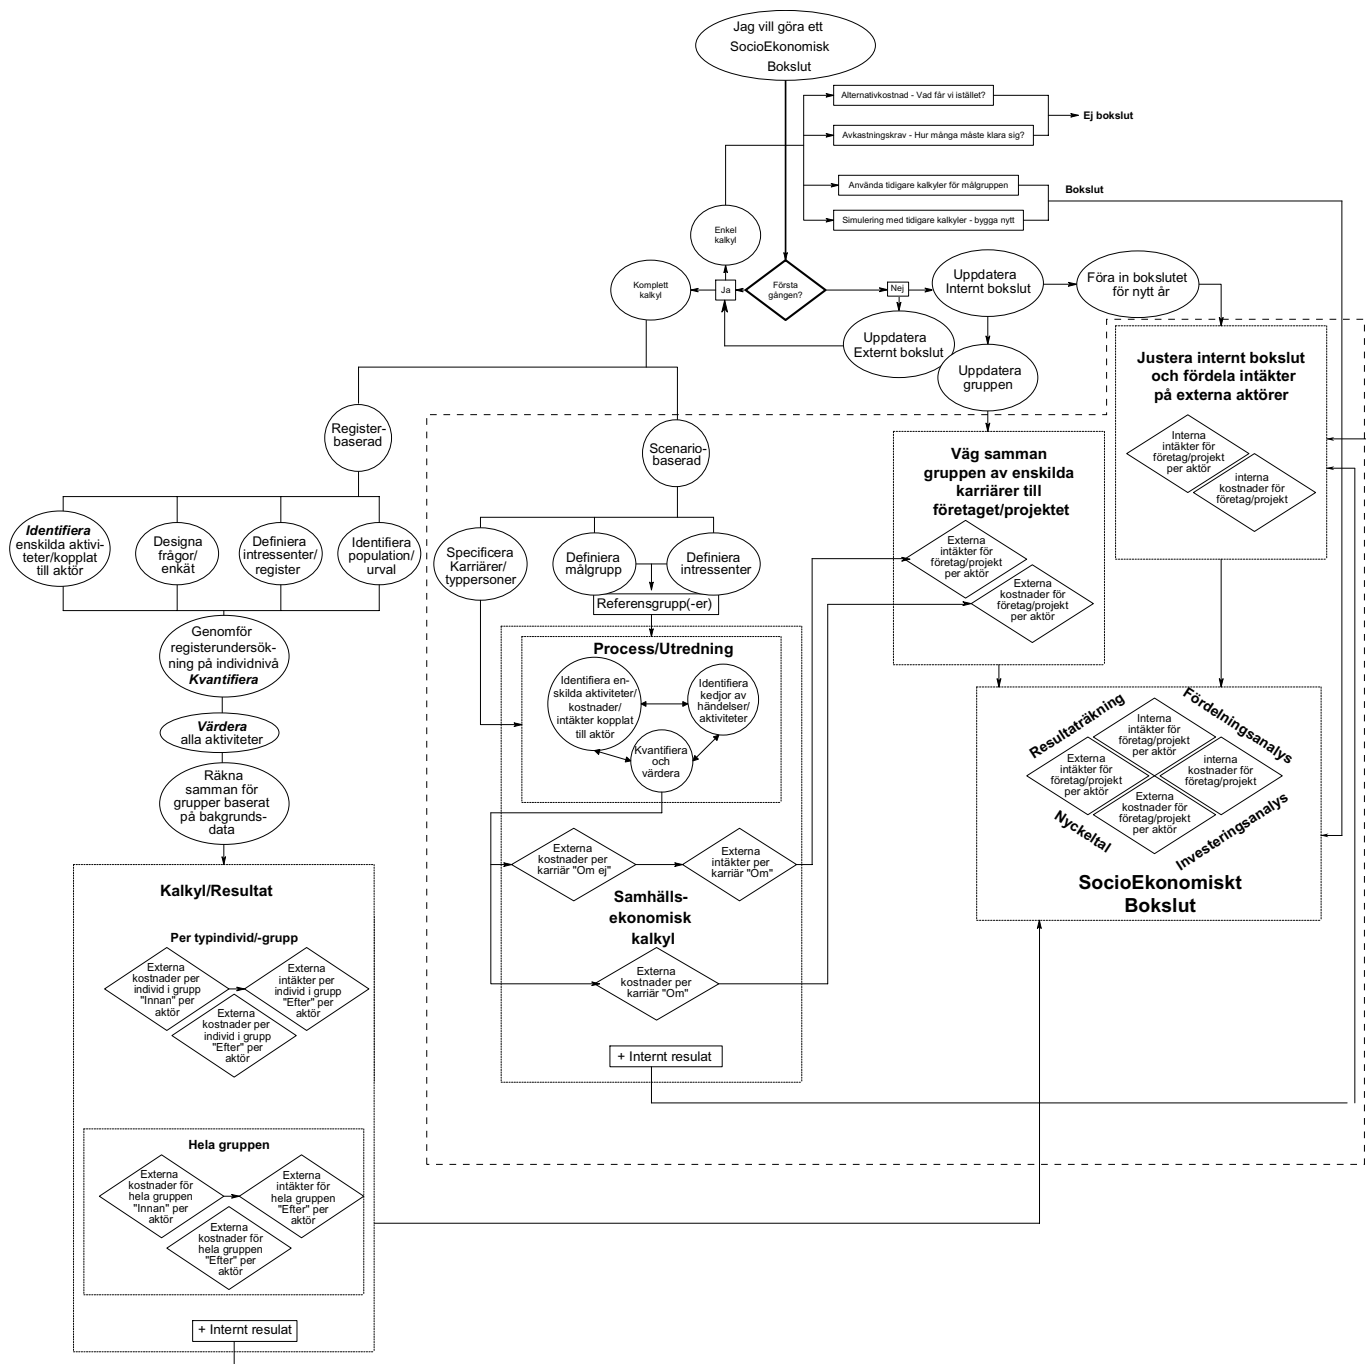 Jag vill göra ett
SocioEkonomisk
Bokslut
Alternativkostnad - Vad får vi istället?
Ej bokslut
Avkastningskrav - Hur många måste klara sig?
Använda tidigare kalkyler för målgruppen
Bokslut
Simulering med tidigare kalkyler - bygga nytt
Enkel
kalkyl
Komplett
kalkyl
Ja
Första
gången?
Nej
Uppdatera
Internt bokslut
Föra in bokslutet
för nytt år
Uppdatera
Externt bokslut
Uppdatera
gruppen
Justera internt bokslut
och fördela intäkter
på externa aktörer
Interna
intäkter för
företag/projekt
per aktör
interna
kostnader för
företag/projekt
Register-
baserad
Scenario-
baserad
Väg samman
gruppen av enskilda
karriärer till
företaget/projektet
Externa
intäkter för
företag/projekt
per aktör
Externa
kostnader för
företag/projekt
per aktör
Identifiera
enskilda aktivi-
teter/kopplat
till aktör
Designa
frågor/
enkät
Definiera
intressenter/
register
Identifiera
population/
urval
Specificera
Karriärer/
typpersoner
Definiera
målgrupp
Definiera
intressenter
Referensgrupp(-er)
Genomför
registerundersök-
ning på individnivå
Kvantifiera
Värdera
alla aktiviteter
Räkna
samman för
grupper baserat
på bakgrunds-
data
Process/Utredning
Identifiera en-
skilda aktiviteter/
kostnader/
intäkter kopplat
till aktör
Identifiera
kedjor av
händelser/
aktiviteter
Kvantifiera
och
värdera
Externa
kostnader per
karriär "Om ej"
Externa
intäkter per
karriär "Om"
Samhälls-
ekonomisk
kalkyl
Externa
kostnader per
karriär "Om"
+ Internt resulat
Resultaträkning
Fördelningsanalys
Interna
intäkter för
företag/projekt
per aktör
Externa
intäkter för
företag/projekt
per aktör
interna
kostnader för
företag/projekt
Externa
kostnader för
företag/projekt
per aktör
Nyckeltal
Investeringsanalys
SocioEkonomiskt
Bokslut
Kalkyl/Resultat
Per typindivid/-grupp
Externa
kostnader per
individ i grupp
"Innan" per
aktör
Externa
intäkter per
individ i grupp
"Efter" per
aktör
Externa
kostnader per
individ i grupp
"Efter" per
aktör
Hela gruppen
Externa
kostnader för
hela gruppen
"Innan" per
aktör
Externa
intäkter för
hela gruppen
"Efter" per
aktör
Externa
kostnader för
hela gruppen
"Efter" per
aktör
+ Internt resulat